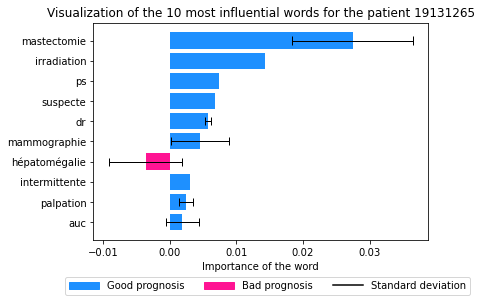 Visualization of the 10 most influential words for the patient 19131265
mastectomie
irradiation
ps
suspecte
dr
mammographie
hépatomégalie
intermittente
palpation
auc
−0.01 0.00 0.01 0.02 0.03
Importance of the word
Good prognosis Bad prognosis Standard deviation